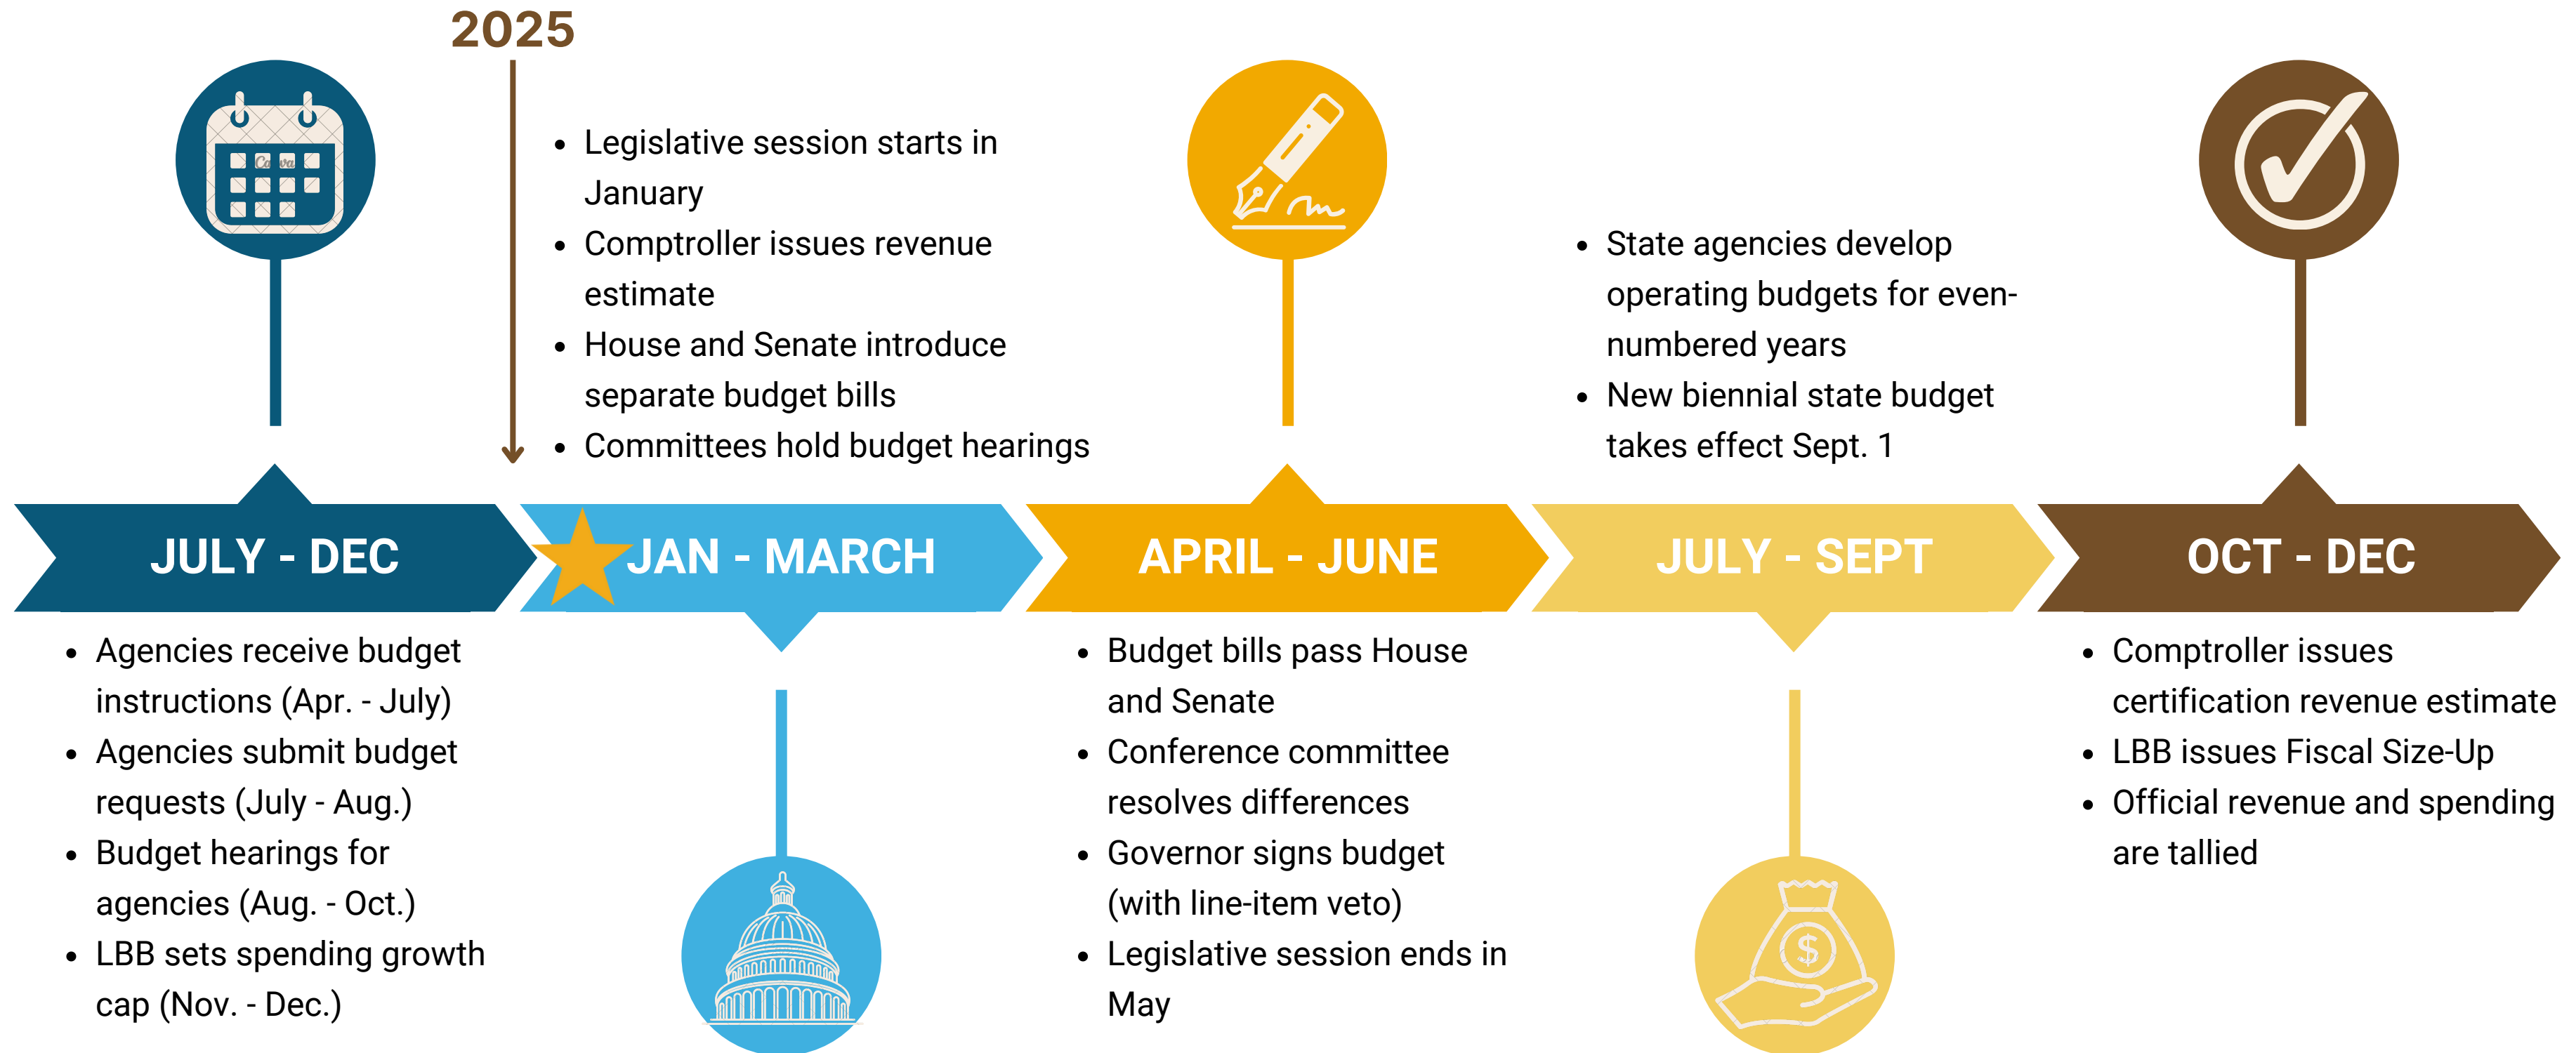 2025
• Legislative session starts in
January
• Comptroller issues revenue
estimate
• House and Senate introduce
separate budget bills
• Committees hold budget hearings
• State agencies develop
operating budgets for even-
numbered years
• New biennial state budget
takes effect Sept. 1
JULY - DEC
JAN - MARCH
APRIL - JUNE
JULY - SEPT
OCT - DEC
• Agencies receive budget
instructions (Apr. - July)
• Agencies submit budget
requests (July - Aug.)
• Budget hearings for
agencies (Aug. - Oct.)
• LBB sets spending growth
cap (Nov. - Dec.)
• Budget bills pass House
and Senate
• Conference committee
resolves differences
• Governor signs budget
(with line-item veto)
• Legislative session ends in
May
$
• Comptroller issues
certification revenue estimate
• LBB issues Fiscal Size-Up
• Official revenue and spending
are tallied
Canva